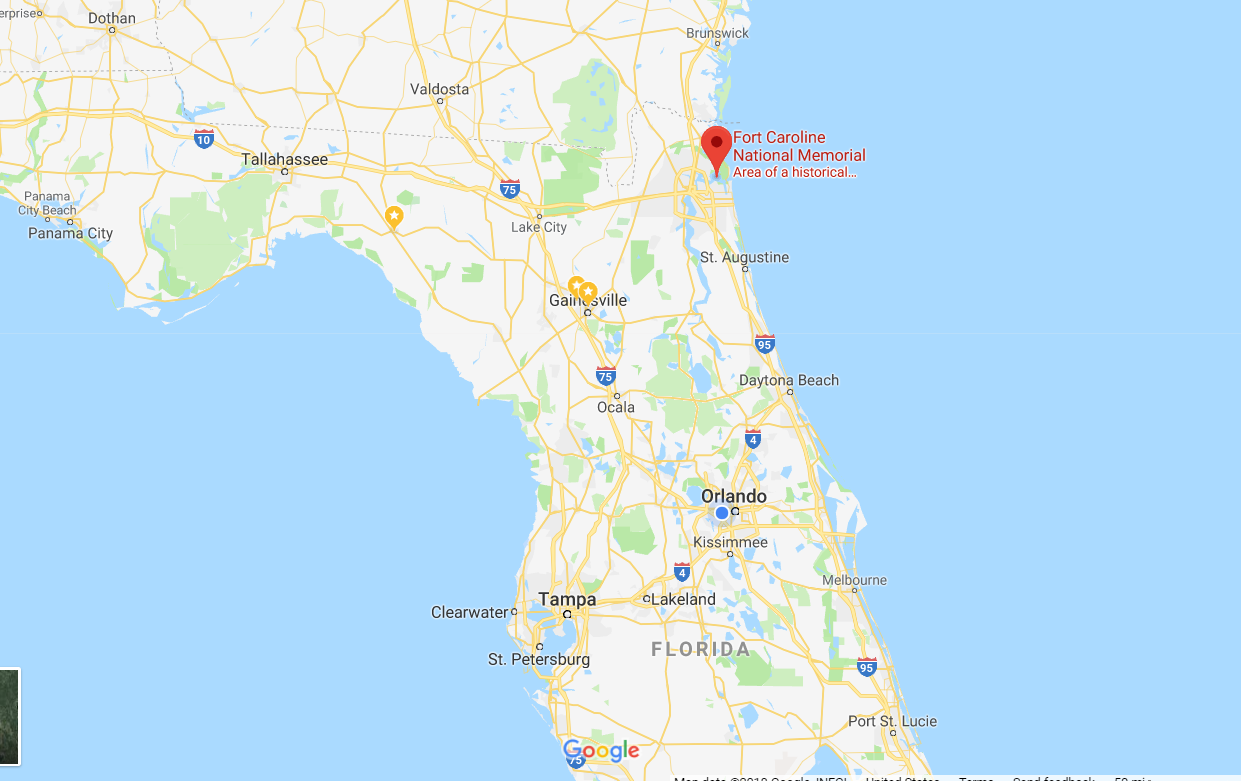 erprise
Dothan
Brunswick
Valdosta
10
Fort Caroline
National Memorial
Area of a historical...
Tallahassee
75
Panama
City Beach
Panama City
Lake City
St. Augustine
Gainesville
95
75
Daytona Beach
Ocala
4
Orlando
Kissimmee
4
Melbourne
Tampa
Lakeland
Clearwater
FLORIDA
St. Petersburg
95
Port St. Lucie
Google
75